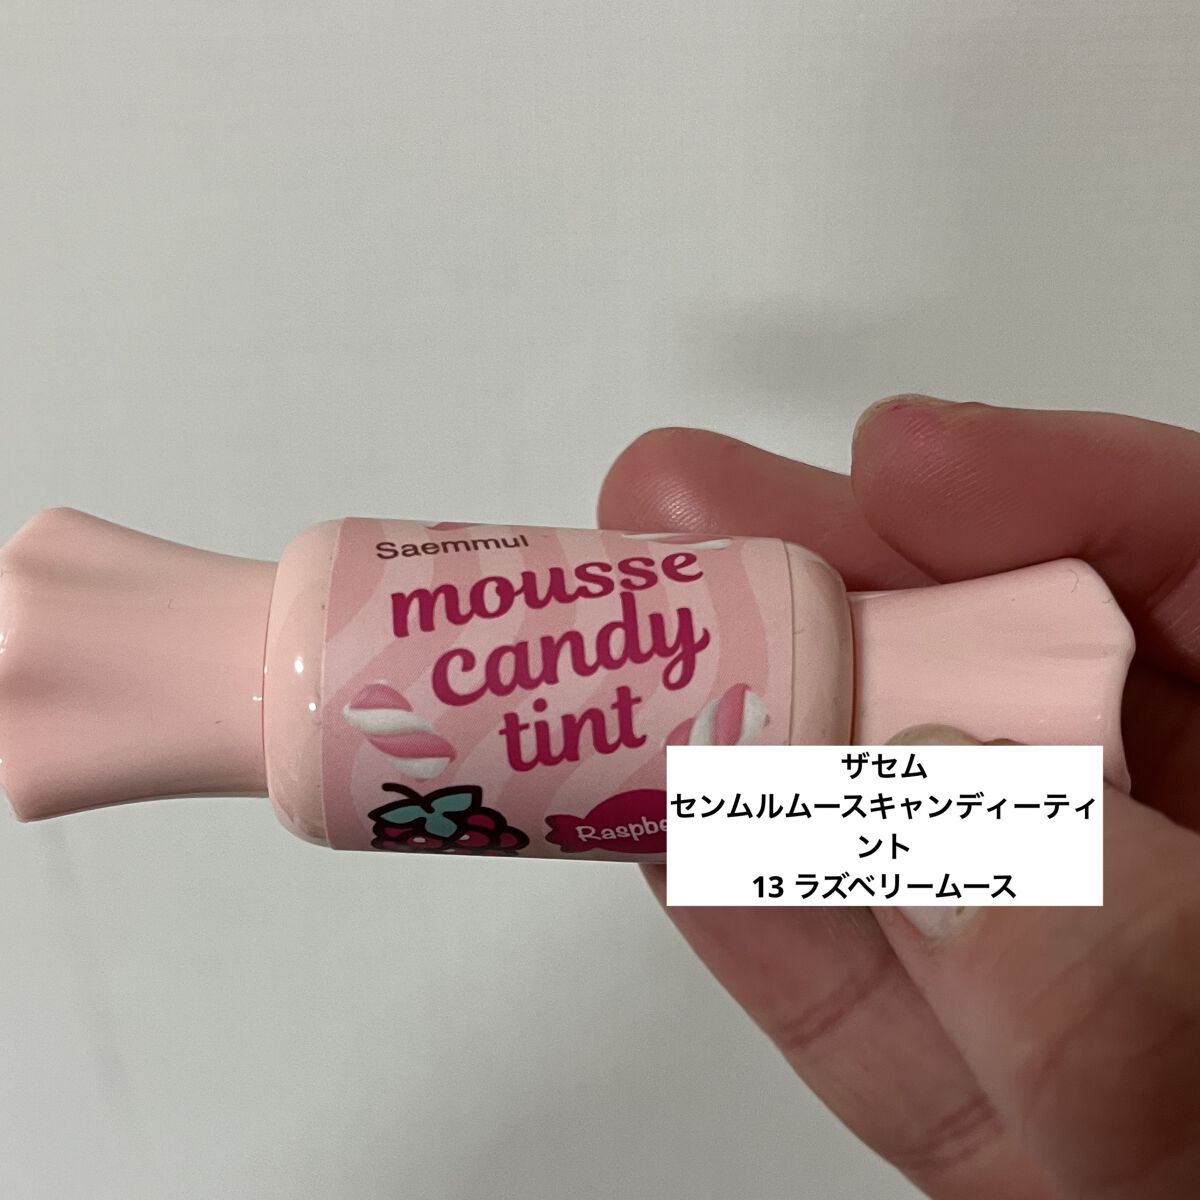 Saemmul
mousse
candy
tint
ザセム
センムルムースキャンディーティ
ント
13 ラズベリームース